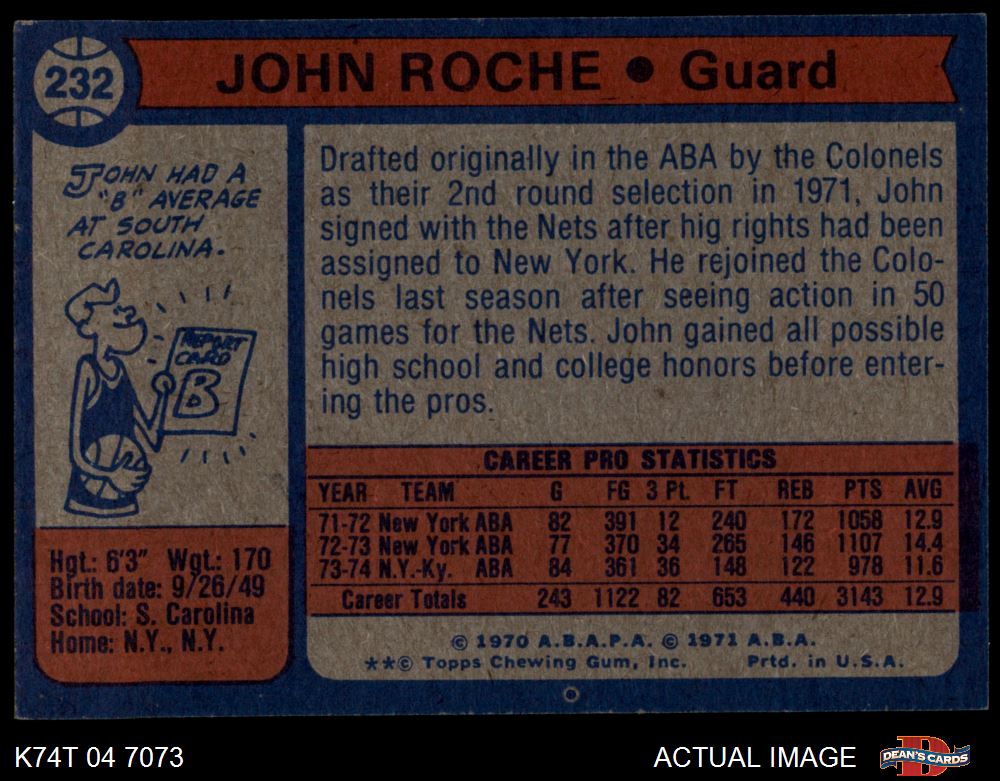 232
JOHN ROCHE • Guard
JOHN HAD A
"B" AVERAGE
AT SOUTH
CAROLINA.
REPORT
CARD
B
Hgt.: 6'3" Wgt.: 170
Birth date: 9/26/49
School: S. Carolina
Home: N.Y., N.Y.
Drafted originally in the ABA by the Colonels
as their 2nd round selection in 1971, John
signed with the Nets after hig rights had been
assigned to New York. He rejoined the Colo-
nels last season after seeing action in 50
games for the Nets. John gained all possible
high school and college honors before enter-
ing the pros.
CAREER PRO STATISTICS
YEAR TEAM G FG 3 Pt. FT REB PTS AVG
71-72 New York ABA 82 391 12 240 172 1058 12.9
72-73 New York ABA 77 370 34 265 146 1107 14.4
73-74 N.Y.-Ky. ABA 84 361 36 148 122 978 11.6
Career Totals 243 1122 82 653 440 3143 12.9
© 1970 A.B.A.P.A. © 1971 A.B.A.
**© Topps Chewing Gum, Inc. Prtd. in U.S.A.
K74T 04 7073
ACTUAL IMAGE
D
DEAN'S CARDS